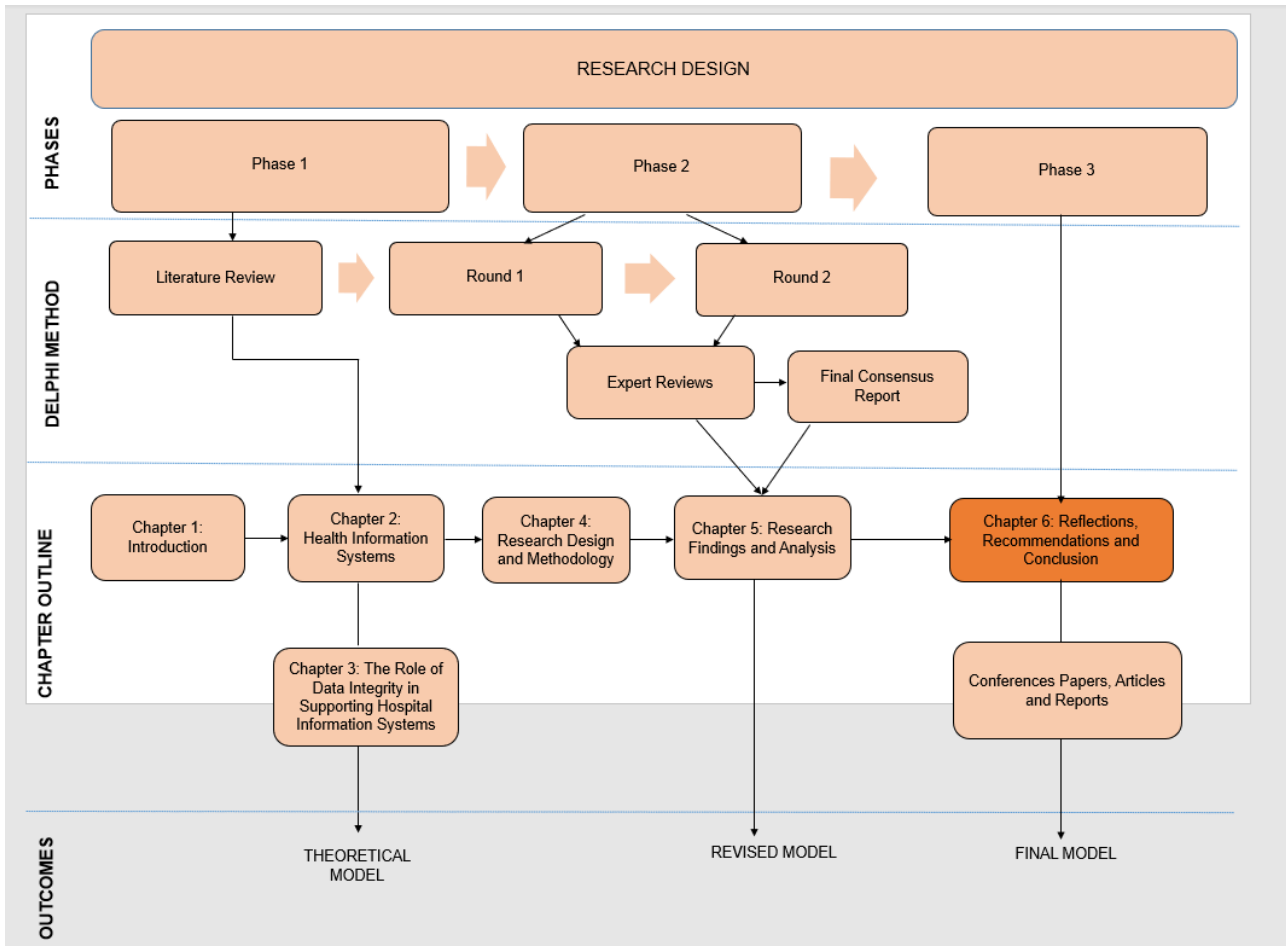 RESEARCH DESIGN
PHASES
Phase 1
Phase 2
Phase 3
DELPHI METHOD
Literature Review
Round 1
Round 2
Expert Reviews
Final Consensus
Report
CHAPTER OUTLINE
Chapter 1:
Introduction
Chapter 2:
Health Information
Systems
Chapter 4:
Research Design
and Methodology
Chapter 5: Research
Findings and Analysis
Chapter 6: Reflections,
Recommendations and
Conclusion
Chapter 3: The Role of
Data Integrity in
Supporting Hospital
Information Systems
Conferences Papers, Articles
and Reports
OUTCOMES
THEORETICAL
MODEL
REVISED MODEL
FINAL MODEL